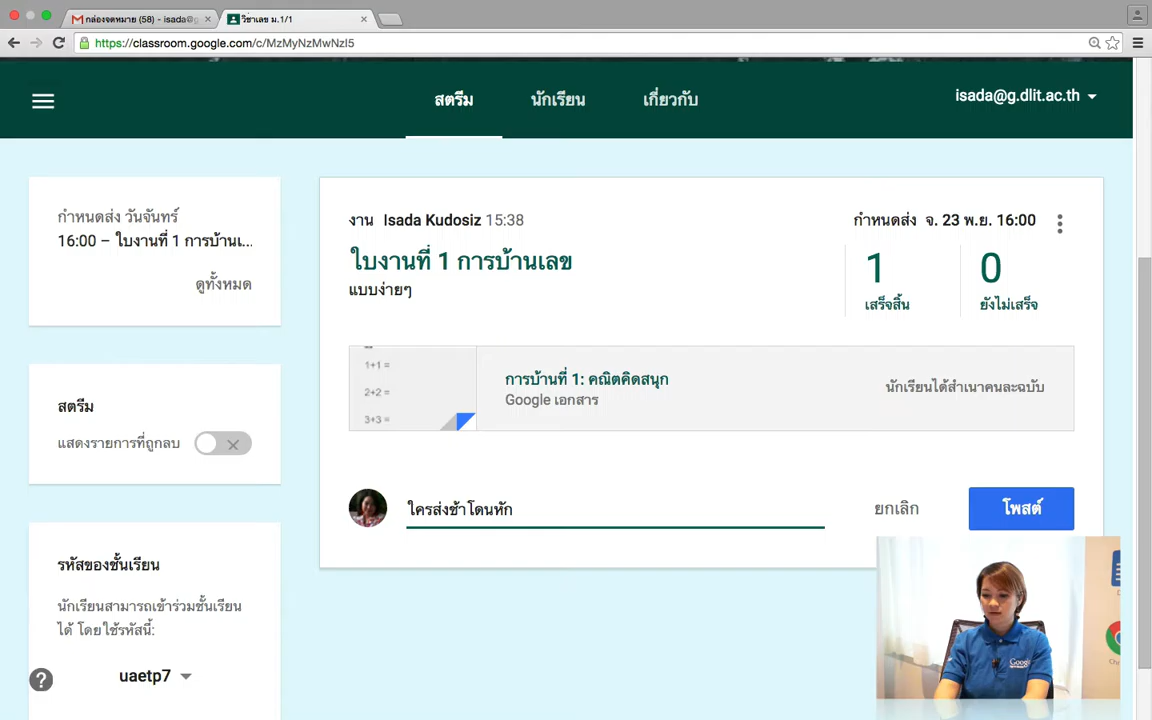 กล่องจดหมาย (58) - isada@g
วิชาเลข ม.1/1
https://classroom.google.com/c/MzMyNzMwNzI5
สตรีม
นักเรียน
เกี่ยวกับ
isada@g.dlit.ac.th
กำหนดส่ง วันจันทร์
16:00 – ใบงานที่ 1 การบ้านเ...
ดูทั้งหมด
สตรีม
แสดงรายการที่ถูกลบ
รหัสของชั้นเรียน
นักเรียนสามารถเข้าร่วมชั้นเรียน
ได้ โดยใช้รหัสนี้:
uaetp7
งาน Isada Kudosiz 15:38
กำหนดส่ง จ. 23 พ.ย. 16:00
ใบงานที่ 1 การบ้านเลข
แบบง่ายๆ
1
เสร็จสิ้น
0
ยังไม่เสร็จ
1+1 =
2+2 =
3+3 =
การบ้านที่ 1: คณิตคิดสนุก
Google เอกสาร
นักเรียนได้สำเนาคนละฉบับ
ใครส่งช้าโดนหัก
ยกเลิก
โพสต์
Google